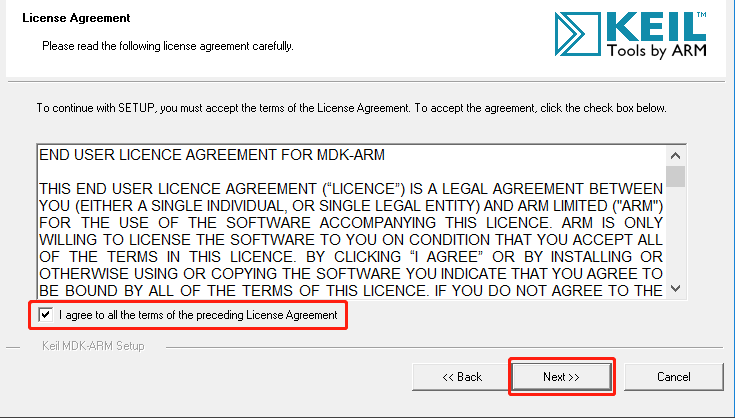 License Agreement
Please read the following license agreement carefully.
KEIL™
Tools by ARM
To continue with SETUP, you must accept the terms of the License Agreement. To accept the agreement, click the check box below.
END USER LICENCE AGREEMENT FOR MDK-ARM
THIS END USER LICENCE AGREEMENT (“LICENCE”) IS A LEGAL AGREEMENT BETWEEN
YOU (EITHER A SINGLE INDIVIDUAL, OR SINGLE LEGAL ENTITY) AND ARM LIMITED ("ARM")
FOR THE USE OF THE SOFTWARE ACCOMPANYING THIS LICENCE. ARM IS ONLY
WILLING TO LICENSE THE SOFTWARE TO YOU ON CONDITION THAT YOU ACCEPT ALL
OF THE TERMS IN THIS LICENCE. BY CLICKING “I AGREE” OR BY INSTALLING OR
OTHERWISE USING OR COPYING THE SOFTWARE YOU INDICATE THAT YOU AGREE TO
BE BOUND BY ALL OF THE TERMS OF THIS LICENCE. IF YOU DO NOT AGREE TO THE
I agree to all the terms of the preceding License Agreement
Keil MDK-ARM Setup
<< Back
Next >>
Cancel